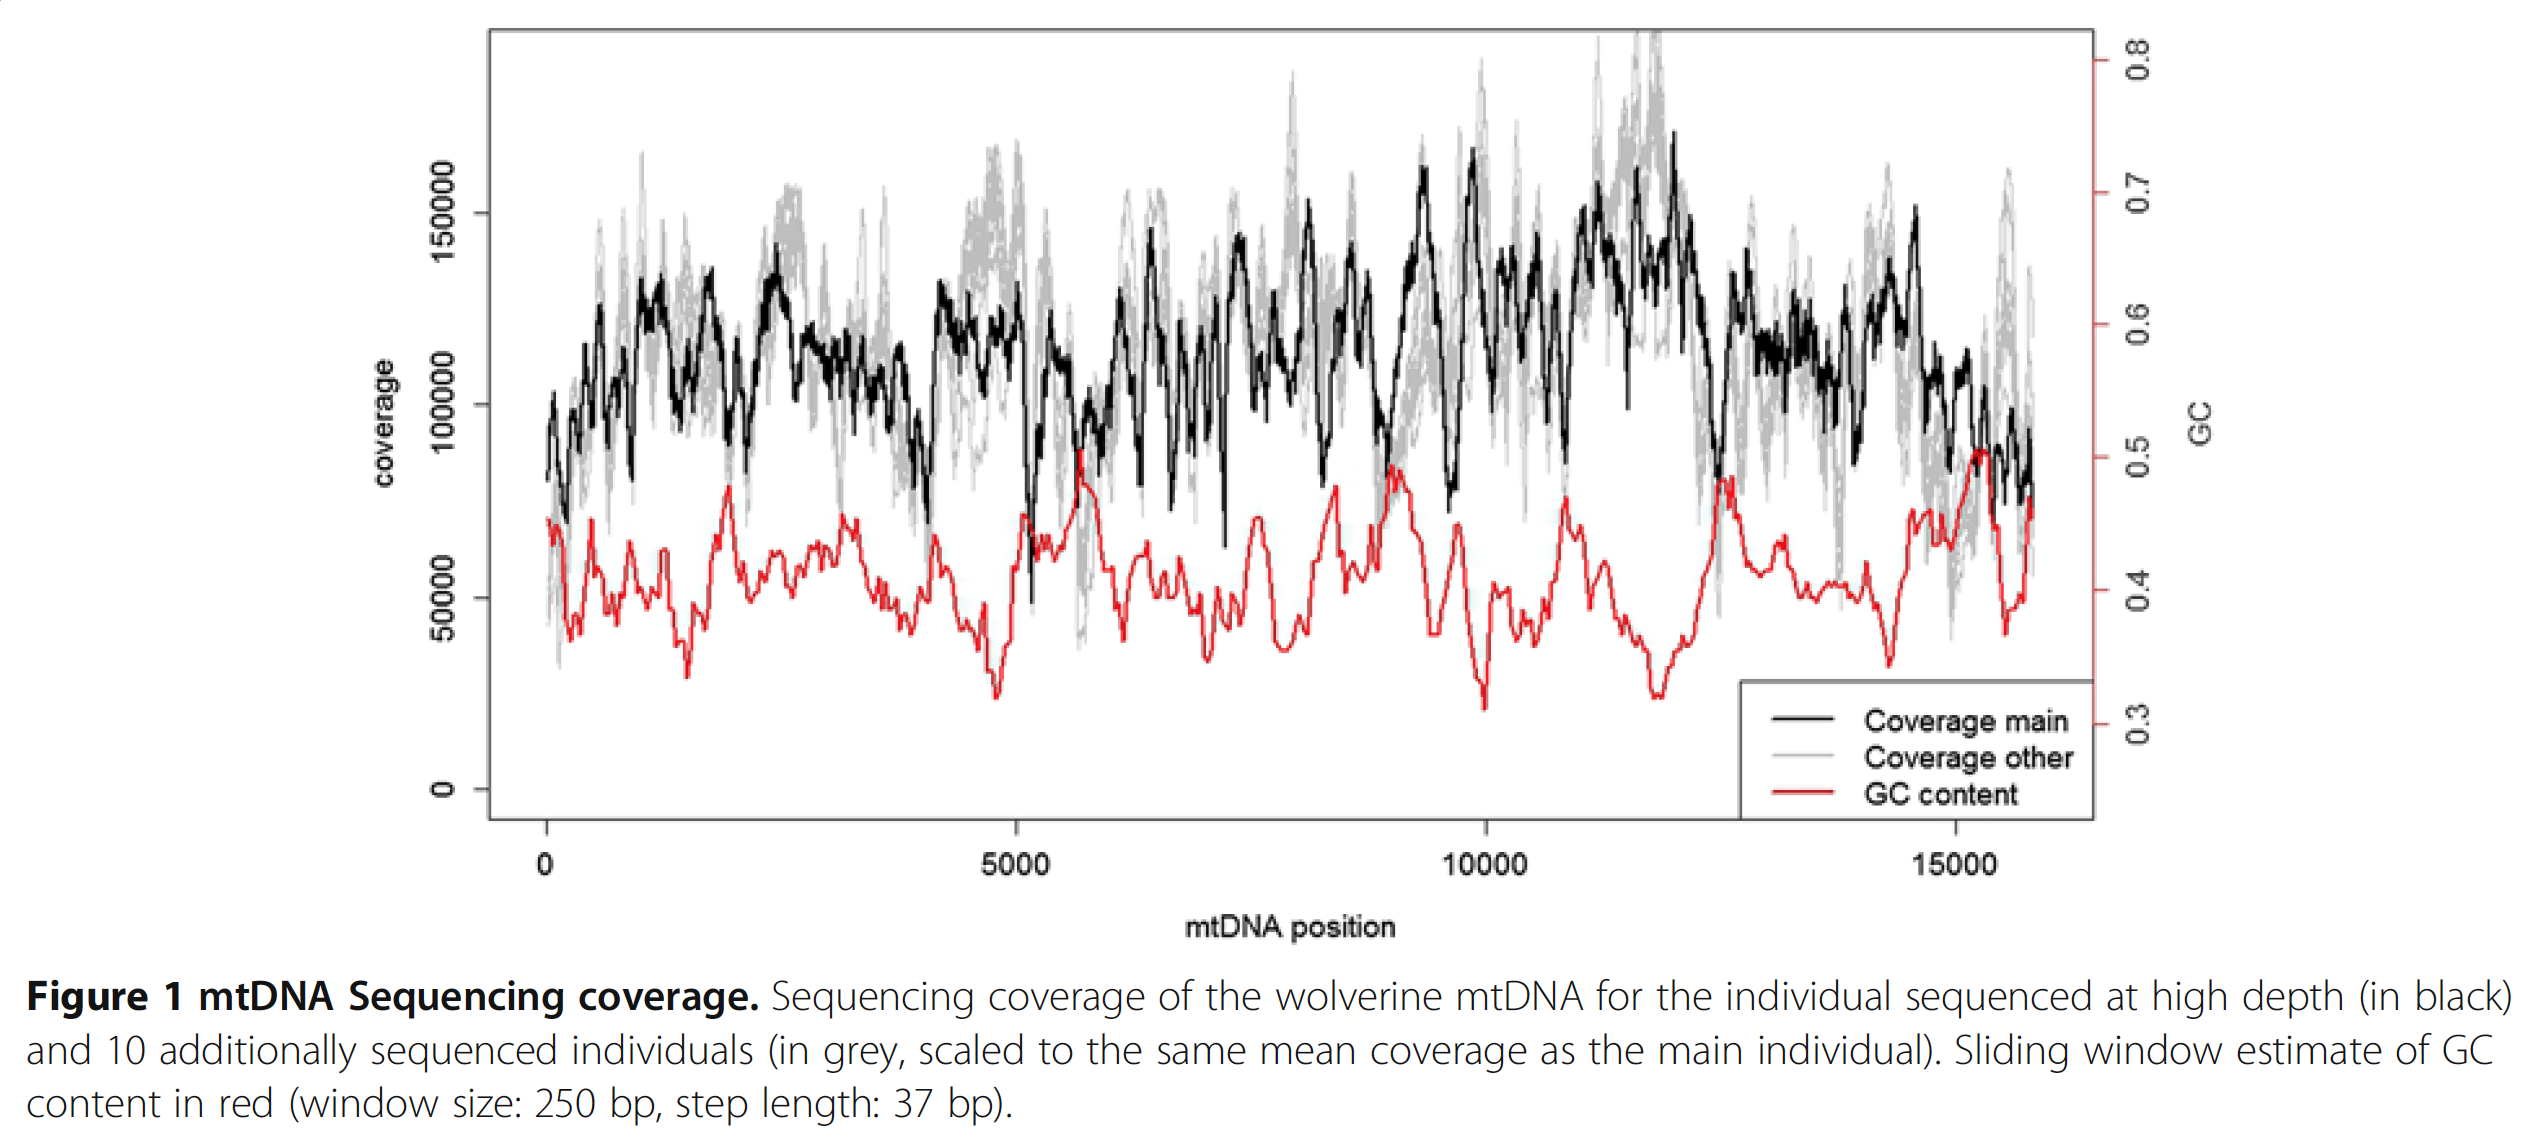 150000
100000
50000
0
coverage
0.8
0.7
0.6
0.5
0.4
0.3
GC
Coverage main
Coverage other
GC content
0 5000 10000 15000
mtDNA position
Figure 1 mtDNA Sequencing coverage. Sequencing coverage of the wolverine mtDNA for the individual sequenced at high depth (in black)
and 10 additionally sequenced individuals (in grey, scaled to the same mean coverage as the main individual). Sliding window estimate of GC
content in red (window size: 250 bp, step length: 37 bp).